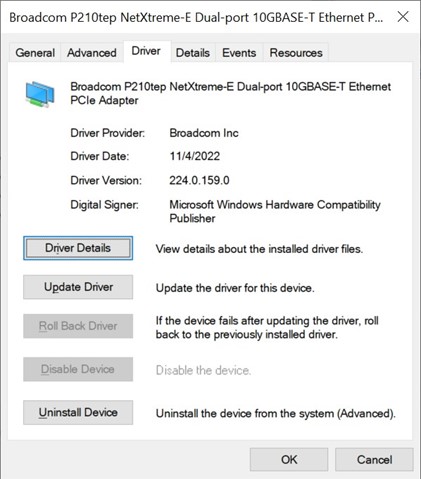 Broadcom P210tep NetXtreme-E Dual-port 10GBASE-T Ethernet P...
General
Advanced
Driver
Details
Events
Resources
Broadcom P210tep NetXtreme-E Dual-port 10GBASE-T Ethernet
PCIe Adapter
Driver Provider: Broadcom Inc
Driver Date: 11/4/2022
Driver Version: 224.0.159.0
Digital Signer: Microsoft Windows Hardware Compatibility
Publisher
Driver Details
View details about the installed driver files.
Update Driver
Update the driver for this device.
Roll Back Driver
If the device fails after updating the driver, roll
back to the previously installed driver.
Disable Device
Disable the device.
Uninstall Device
Uninstall the device from the system (Advanced).
OK
Cancel